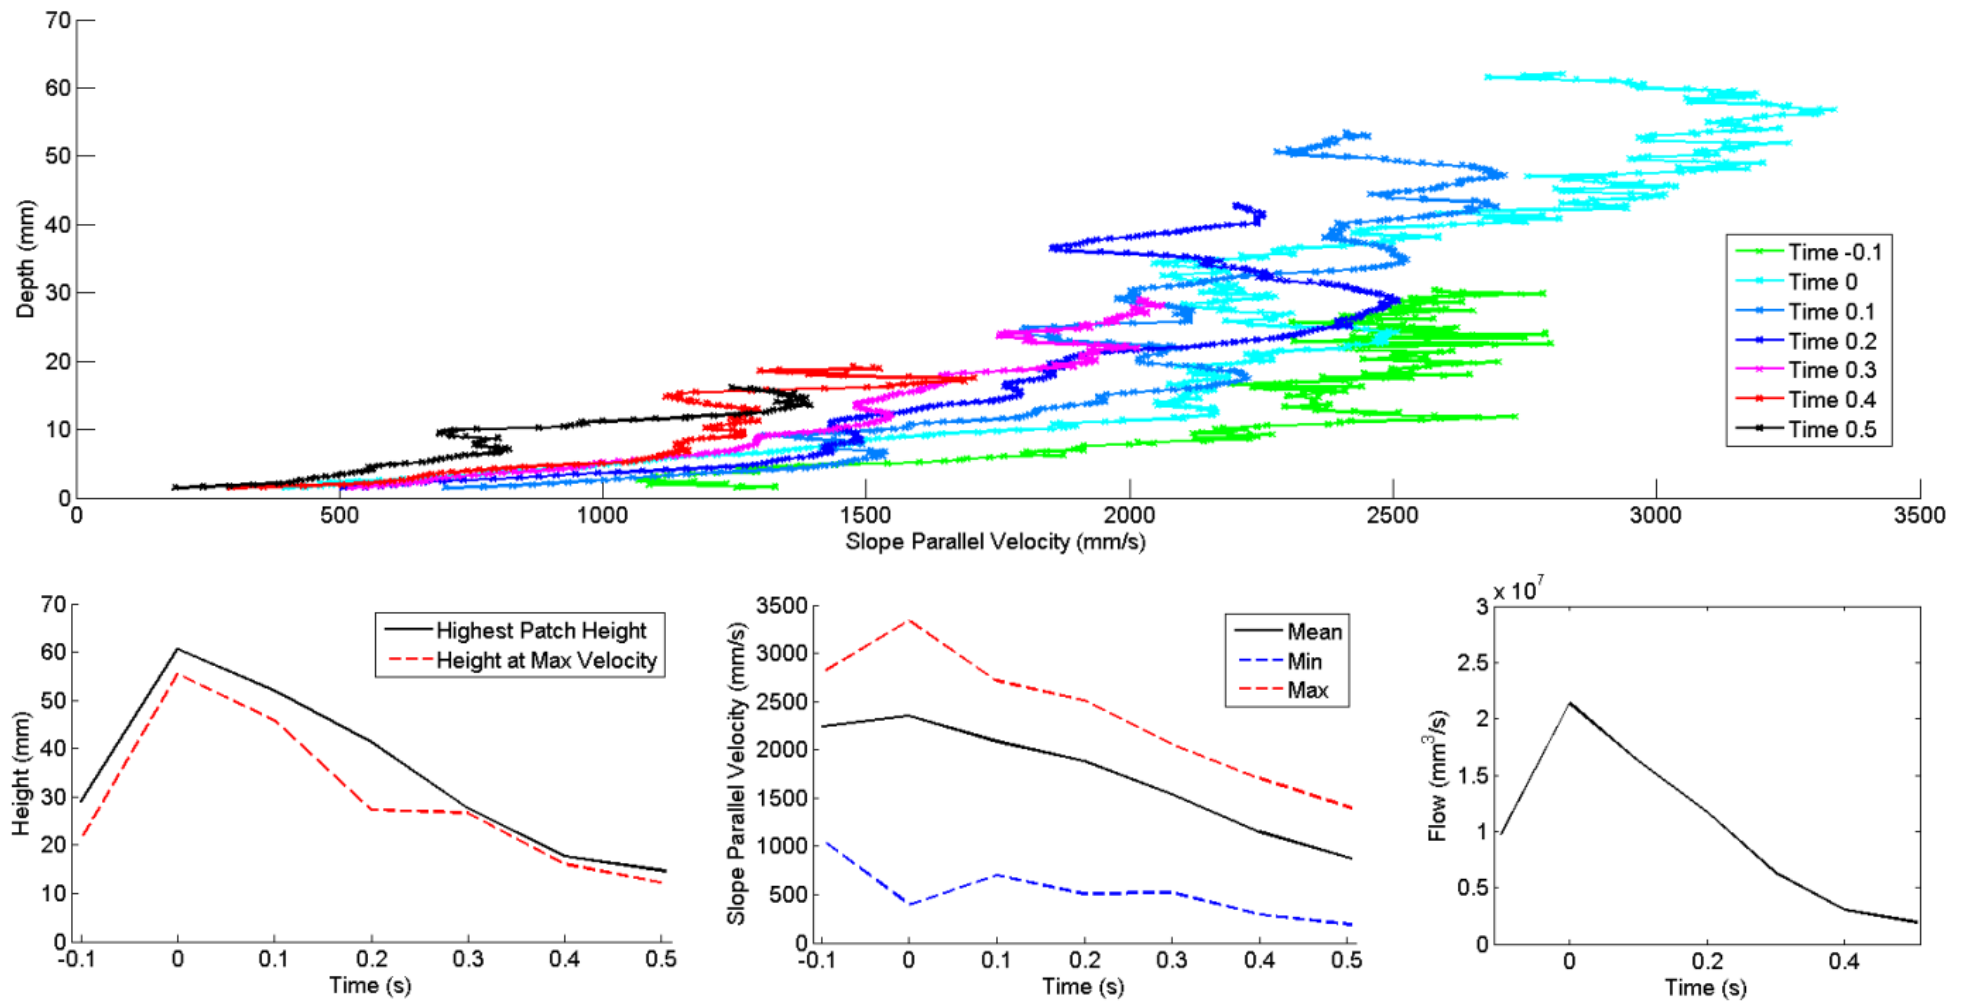 70
60
50
40
30
20
10
0
Depth (mm)
0 500 1000 1500 2000 2500 3000 3500
Slope Parallel Velocity (mm/s)
Time -0.1
Time 0
Time 0.1
Time 0.2
Time 0.3
Time 0.4
Time 0.5
70
60
50
40
30
20
10
0
Height (mm)
-0.1 0 0.1 0.2 0.3 0.4 0.5
Time (s)
Highest Patch Height
Height at Max Velocity
3500
3000
2500
2000
1500
1000
500
0
Slope Parallel Velocity (mm/s)
-0.1 0 0.1 0.2 0.3 0.4 0.5
Time (s)
Mean
Min
Max
x 10⁷
3
2.5
2
1.5
1
0.5
0
Flow (mm³/s)
0 0.2 0.4
Time (s)